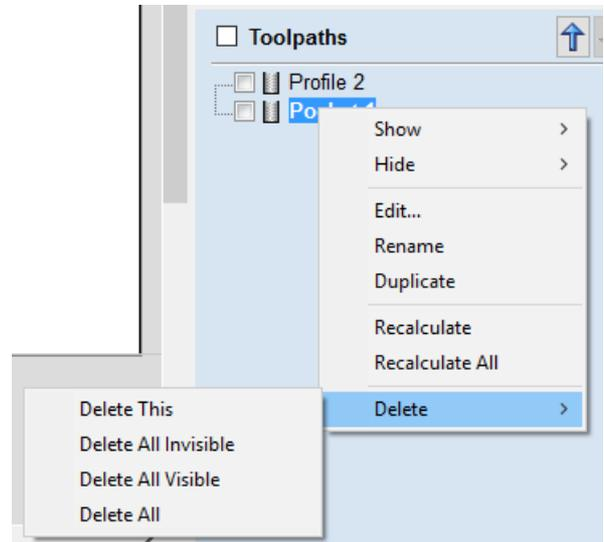 Toolpaths
Profile 2
Show
Hide
Edit...
Rename
Duplicate
Recalculate
Recalculate All
Delete
Delete This
Delete All Invisible
Delete All Visible
Delete All